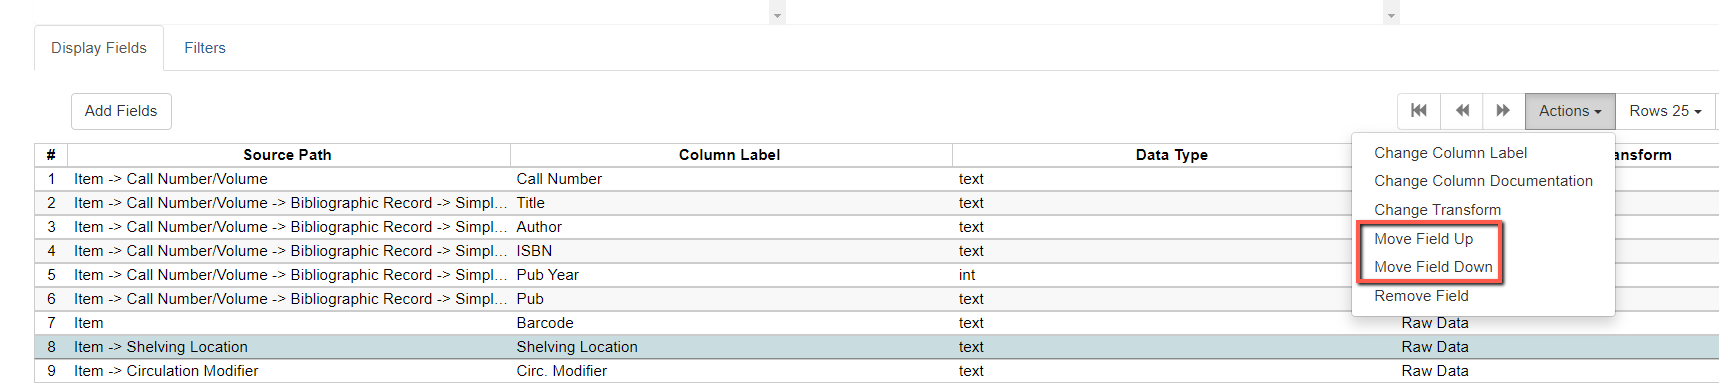 Display Fields Filters
Add Fields Actions Rows 25
# Source Path Column Label Data Type ansform
1 Item -> Call Number/Volume Call Number text
2 Item -> Call Number/Volume -> Bibliographic Record -> Simpl... Title text
3 Item -> Call Number/Volume -> Bibliographic Record -> Simpl... Author text
4 Item -> Call Number/Volume -> Bibliographic Record -> Simpl... ISBN text
5 Item -> Call Number/Volume -> Bibliographic Record -> Simpl... Pub Year int
6 Item -> Call Number/Volume -> Bibliographic Record -> Simpl... Pub text
7 Item Barcode text Raw Data
8 Item -> Shelving Location Shelving Location text Raw Data
9 Item -> Circulation Modifier Circ. Modifier text Raw Data
Change Column Label
Change Column Documentation
Change Transform
Move Field Up
Move Field Down
Remove Field